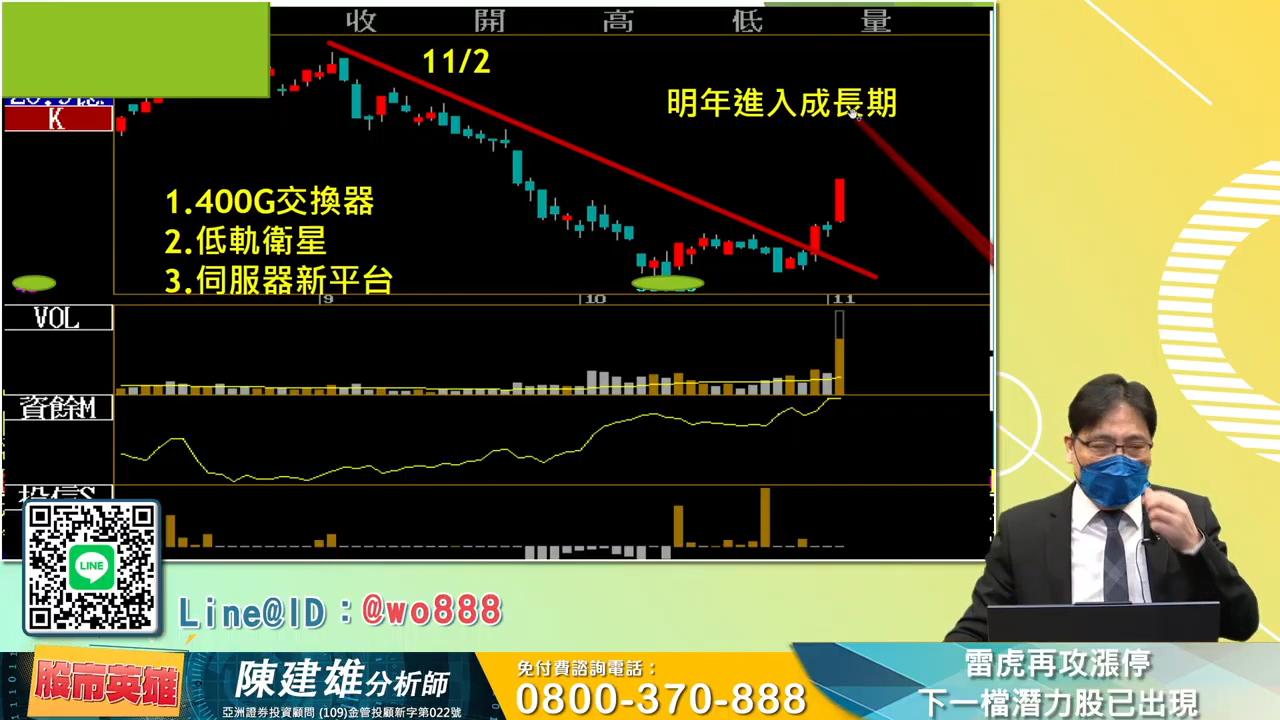 收 開 高 低 量
11/2
明年進入成長期
K
1.400G交換器
2.低軌衛星
3.伺服器新平台
9 10 11
VOL
資餘M
投信S
LINE
Line@ID：@wo888
股市英雄
陳建雄分析師
亞洲證券投資顧問 (109)金管投顧新字第022號
免付費諮詢電話：
0800-370-888
雷虎再攻漲停
下一檔潛力股已出現